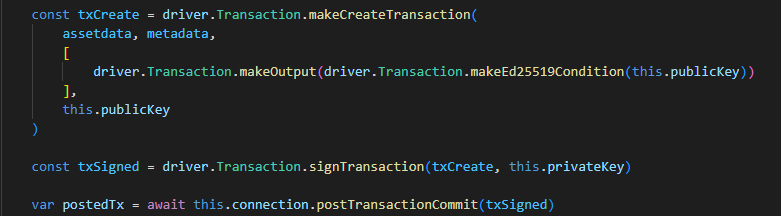 const txCreate = driver.Transaction.makeCreateTransaction(
    assetdata, metadata,
    [
        driver.Transaction.makeOutput(driver.Transaction.makeEd25519Condition(this.publicKey))
    ],
    this.publicKey
)
const txSigned = driver.Transaction.signTransaction(txCreate, this.privateKey)
var postedTx = await this.connection.postTransactionCommit(txSigned)